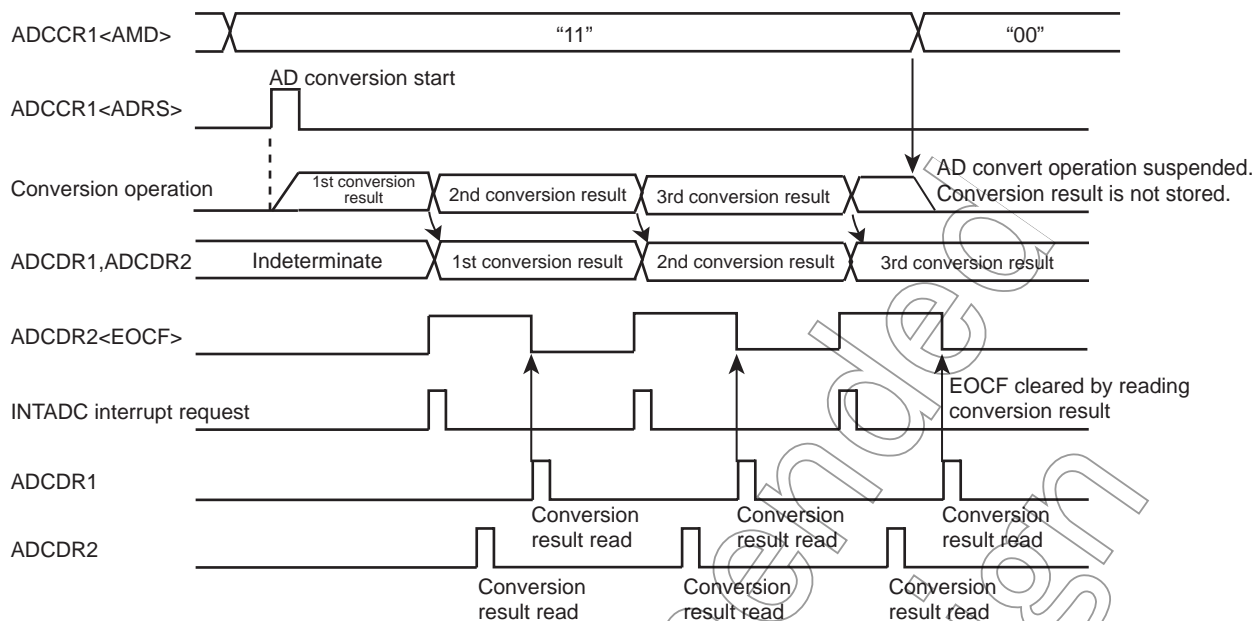 ADCCR1<AMD>
“11”
“00”
AD conversion start
ADCCR1<ADRS>
Conversion operation
1st conversion
result
2nd conversion result
3rd conversion result
AD convert operation suspended.
Conversion result is not stored.
ADCDR1,ADCDR2
Indeterminate
1st conversion result
2nd conversion result
3rd conversion result
ADCDR2<EOCF>
EOCF cleared by reading
conversion result
INTADC interrupt request
ADCDR1
Conversion
result read
Conversion
result read
Conversion
result read
ADCDR2
Conversion
result read
Conversion
result read
Conversion
result read